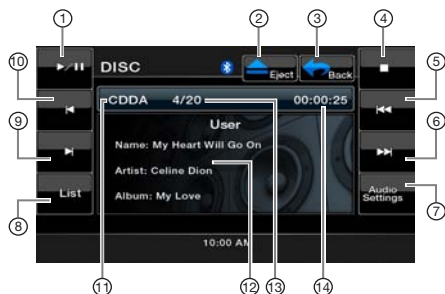 ① ② ③ ④
DISC Eject Back
⑩ ⑤
CDDA 4/20 00:00:25
User
Name: My Heart Will Go On
⑨ ⑥
Artist: Celine Dion
List Album: My Love Audio Settings
⑧ ⑦
10:00 AM
⑪ ⑫ ⑬ ⑭